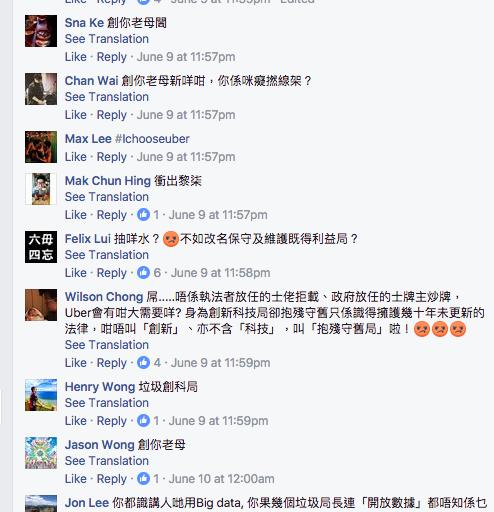 Sna Ke 創你老母閪
See Translation
Like · Reply · June 9 at 11:57pm
Chan Wai 創你老母新咩咁，你係咪癡撚線架？
See Translation
Like · Reply · June 9 at 11:57pm
Max Lee #Ichooseuber
Like · Reply · June 9 at 11:57pm
Mak Chun Hing 衝出黎柒
See Translation
Like · Reply · 1 · June 9 at 11:57pm
六毋四忘
Felix Lui 抽咩水？不如改名保守及維護既得利益局？
See Translation
Like · Reply · 6 · June 9 at 11:58pm
Wilson Chong 屌.....唔係執法者放任的士佬拒載、政府放任的士牌主炒牌，
Uber會有咁大需要咩? 身為創新科技局卻抱殘守舊只係識得擁護幾十年未更新的
法律，咁唔叫「創新」、亦不含「科技」，叫「抱殘守舊局」啦！
See Translation
Like · Reply · 4 · June 9 at 11:59pm
Henry Wong 垃圾創科局
See Translation
Like · Reply · 1 · June 9 at 11:59pm
Jason Wong 創你老母
See Translation
Like · Reply · 1 · June 10 at 12:00am
Jon Lee 你都識講人哋用Big data, 你果幾個垃圾局長連「開放數據」都唔知係乜